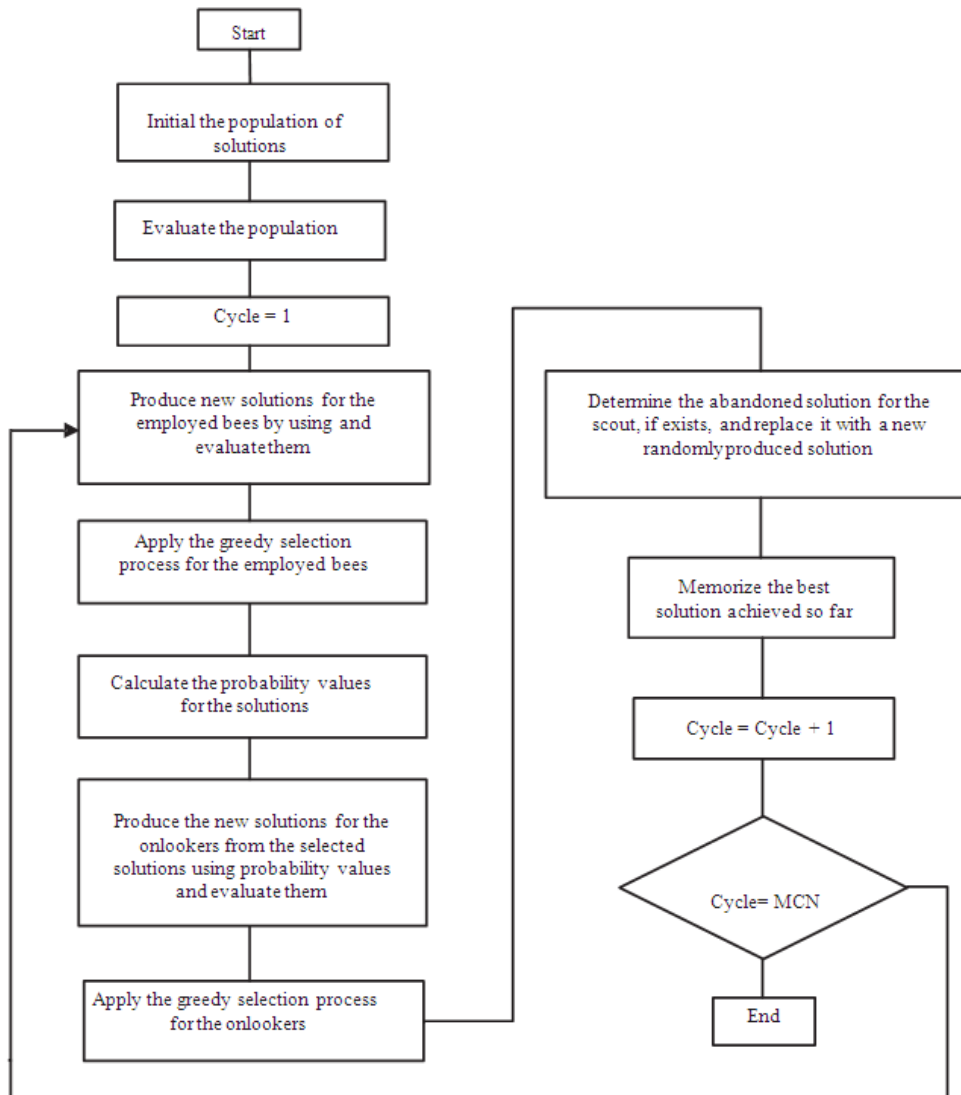 Start
Initial the population of
solutions
Evaluate the population
Cycle = 1
Produce new solutions for the
employed bees by using and
evaluate them
Apply the greedy selection
process for the employed bees
Calculate the probability values
for the solutions
Produce the new solutions for the
onlookers from the selected
solutions using probability values
and evaluate them
Apply the greedy selection process
for the onlookers
Determine the abandoned solution for the
scout, if exists, and replace it with a new
randomly produced solution
Memorize the best
solution achieved so far
Cycle = Cycle + 1
Cycle= MCN
End